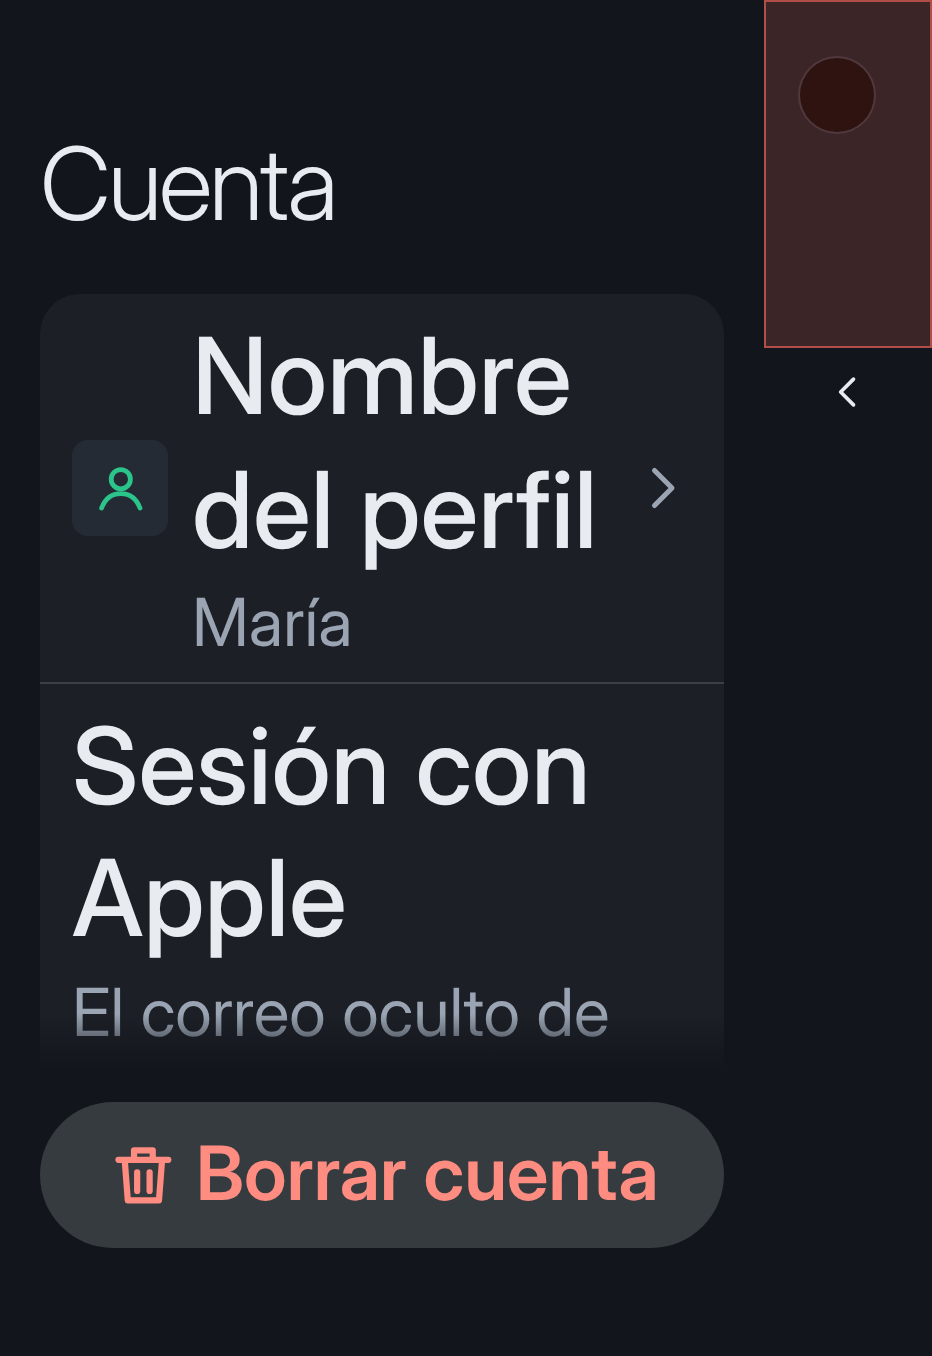 Cuenta
Nombre
del perfil
María
Sesión con
Apple
El correo oculto de
Borrar cuenta